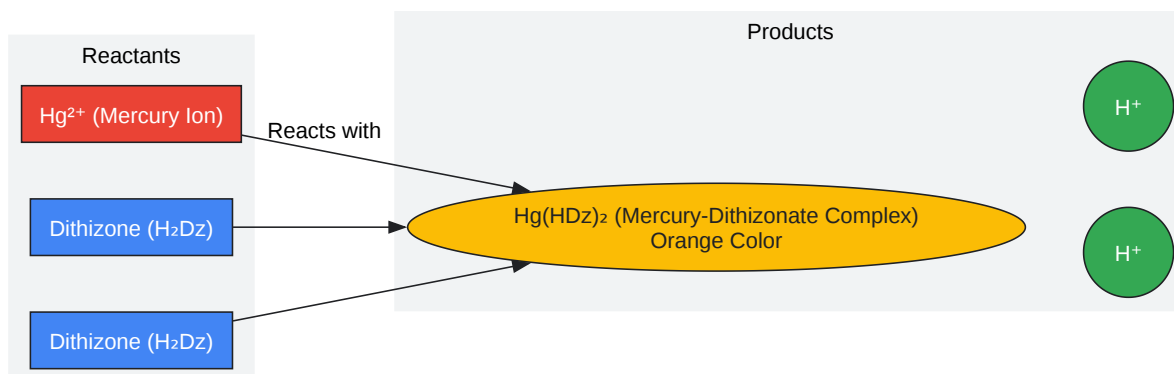 Reactants
Hg²⁺ (Mercury Ion)
Dithizone (H₂Dz)
Dithizone (H₂Dz)
Reacts with
Products
Hg(HDz)₂ (Mercury-Dithizonate Complex)
Orange Color
H⁺
H⁺